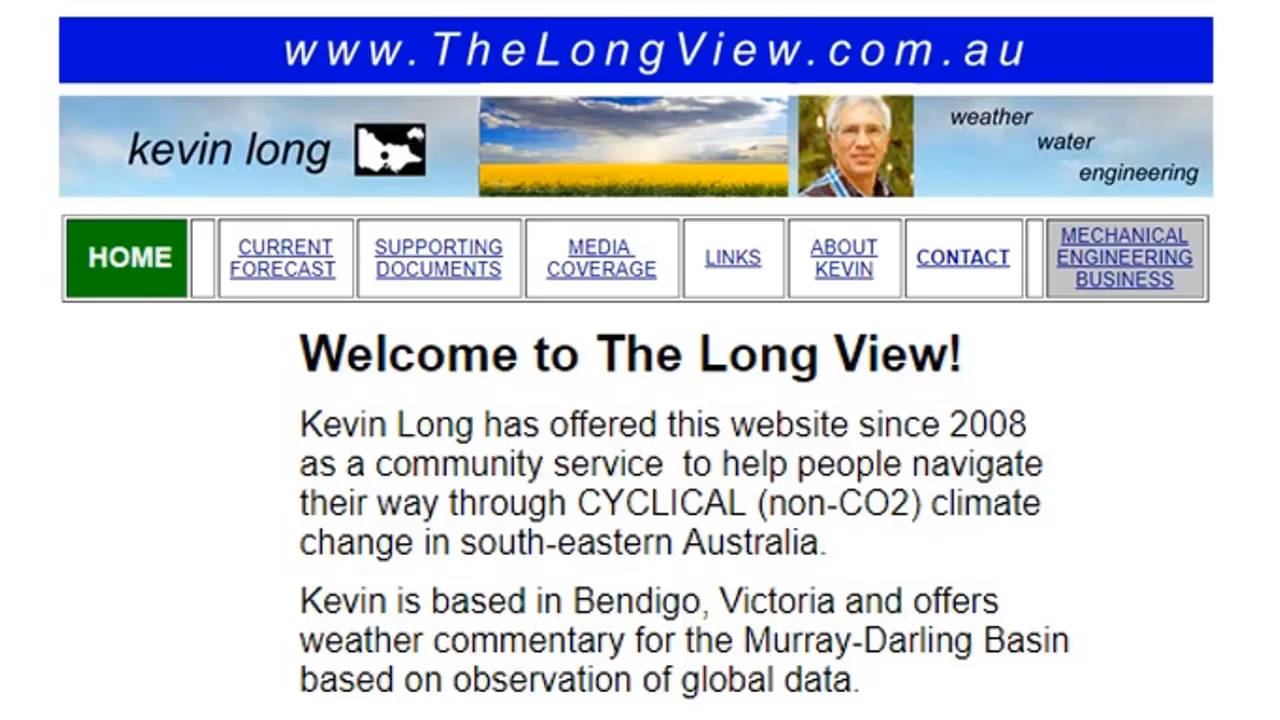 www.TheLongView.com.au
kevin long
weather
water
engineering
HOME
CURRENT
FORECAST
SUPPORTING
DOCUMENTS
MEDIA
COVERAGE
LINKS
ABOUT
KEVIN
CONTACT
MECHANICAL
ENGINEERING
BUSINESS
Welcome to The Long View!
Kevin Long has offered this website since 2008
as a community service to help people navigate
their way through CYCLICAL (non-CO2) climate
change in south-eastern Australia.
Kevin is based in Bendigo, Victoria and offers
weather commentary for the Murray-Darling Basin
based on observation of global data.